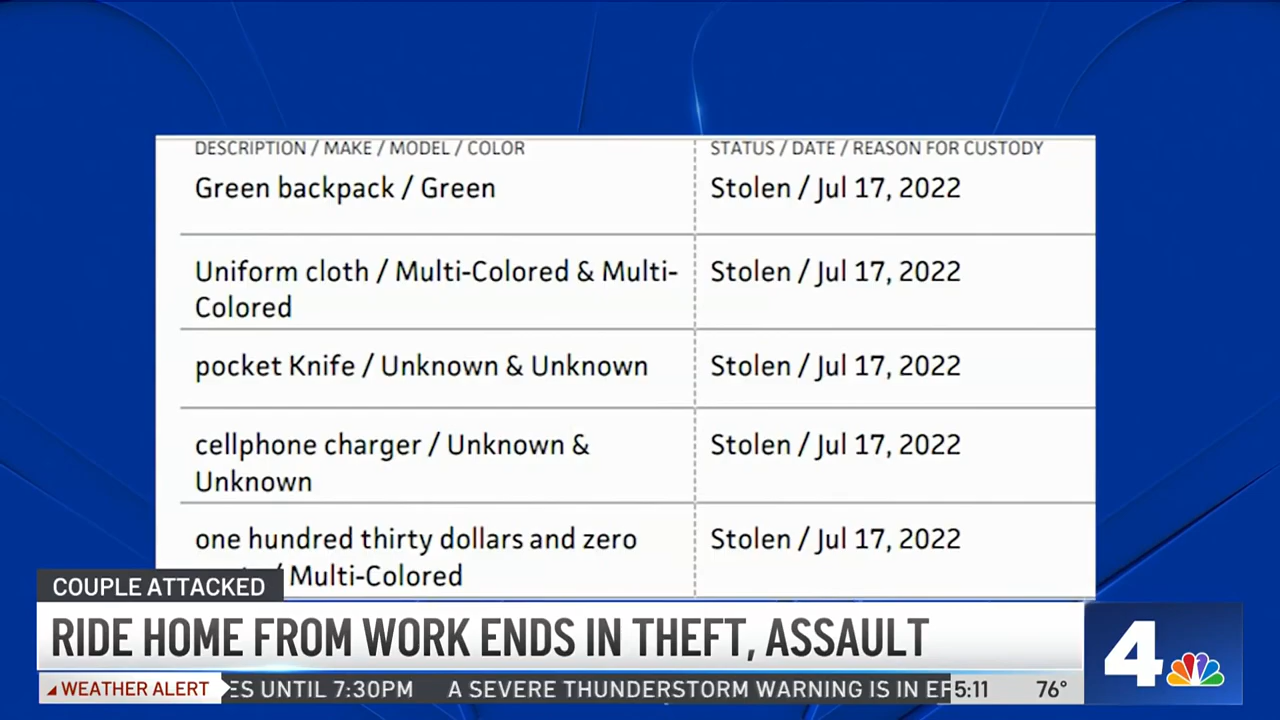 DESCRIPTION / MAKE / MODEL / COLOR
STATUS / DATE / REASON FOR CUSTODY
Green backpack / Green
Stolen / Jul 17, 2022
Uniform cloth / Multi-Colored & Multi-
Colored
Stolen / Jul 17, 2022
pocket Knife / Unknown & Unknown
Stolen / Jul 17, 2022
cellphone charger / Unknown &
Unknown
Stolen / Jul 17, 2022
one hundred thirty dollars and zero
/ Multi-Colored
Stolen / Jul 17, 2022
COUPLE ATTACKED
RIDE HOME FROM WORK ENDS IN THEFT, ASSAULT
4
WEATHER ALERT
ES UNTIL 7:30PM A SEVERE THUNDERSTORM WARNING IS IN EF
5:11 76°